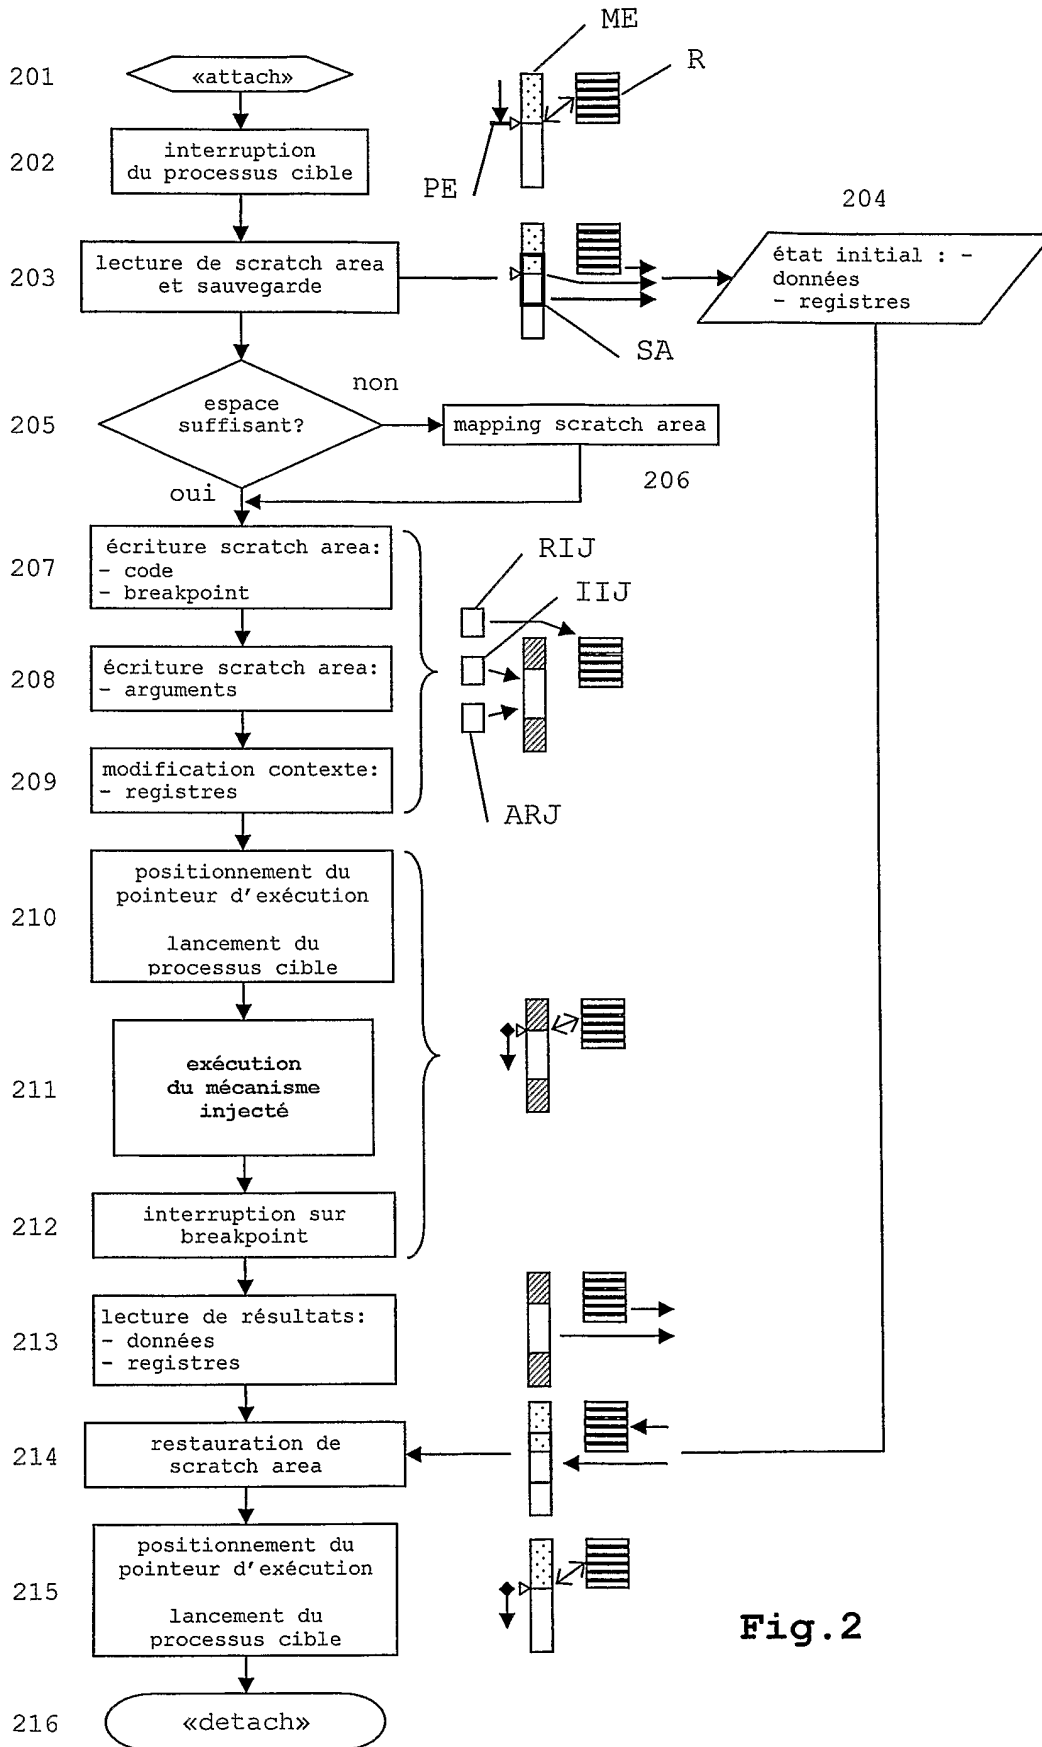 ME
R
201
«attach»
202
interruption
du processus cible
PE
204
203
lecture de scratch area
et sauvegarde
état initial : -
données
- registres
SA
205
espace
suffisant?
non
mapping scratch area
206
oui
207
écriture scratch area:
- code
- breakpoint
RIJ
IIJ
208
écriture scratch area:
- arguments
209
modification contexte:
- registres
ARJ
210
positionnement du
pointeur d'exécution
lancement du
processus cible
211
exécution
du mécanisme
injecté
212
interruption sur
breakpoint
213
lecture de résultats:
- données
- registres
214
restauration de
scratch area
215
positionnement du
pointeur d'exécution
lancement du
processus cible
Fig.2
216
«detach»